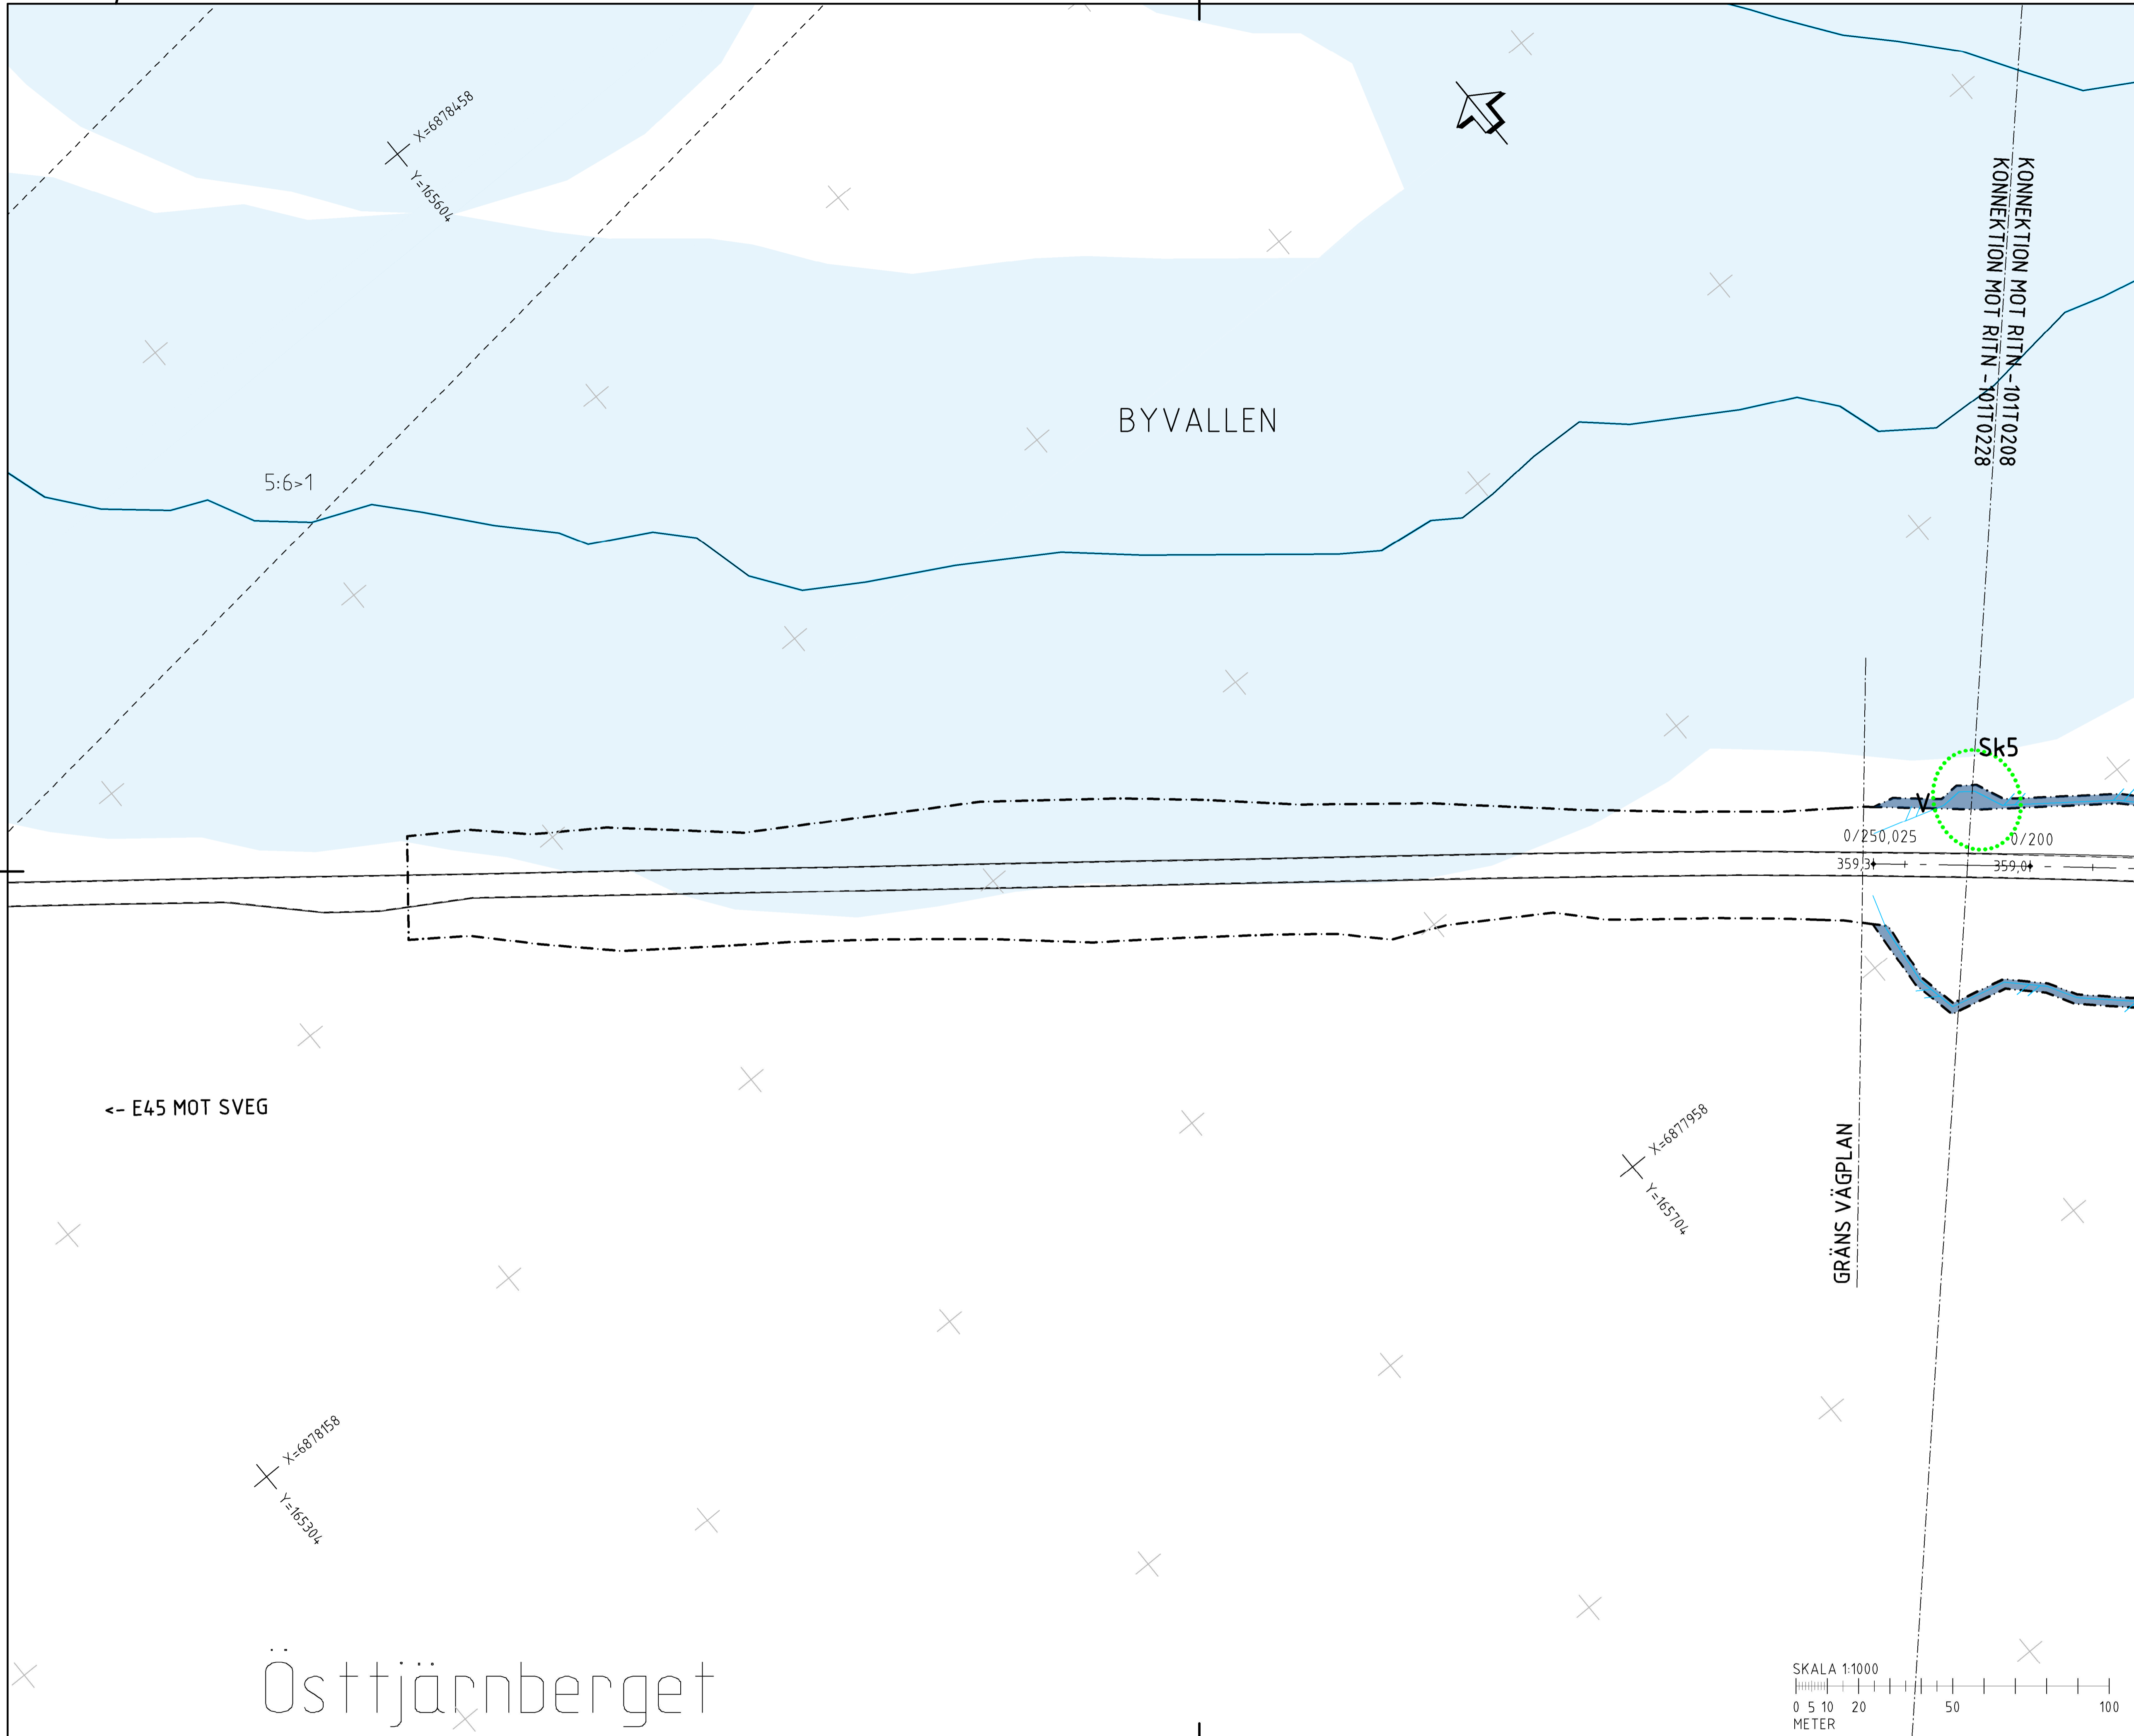 X=6878458
Y=165604
KONNEKTION MOT RITN -101T0208
KONNEKTION MOT RITN -101T0228
BYVALLEN
5:6>1
Sk5
V
0/250,025
0/200
359,3
359,0
<- E45 MOT SVEG
X=6877958
Y=165704
GRÄNS VÄGPLAN
X=6878158
Y=165304
Östtjärnberget
SKALA 1:1000
0 5 10 20 50 100
METER